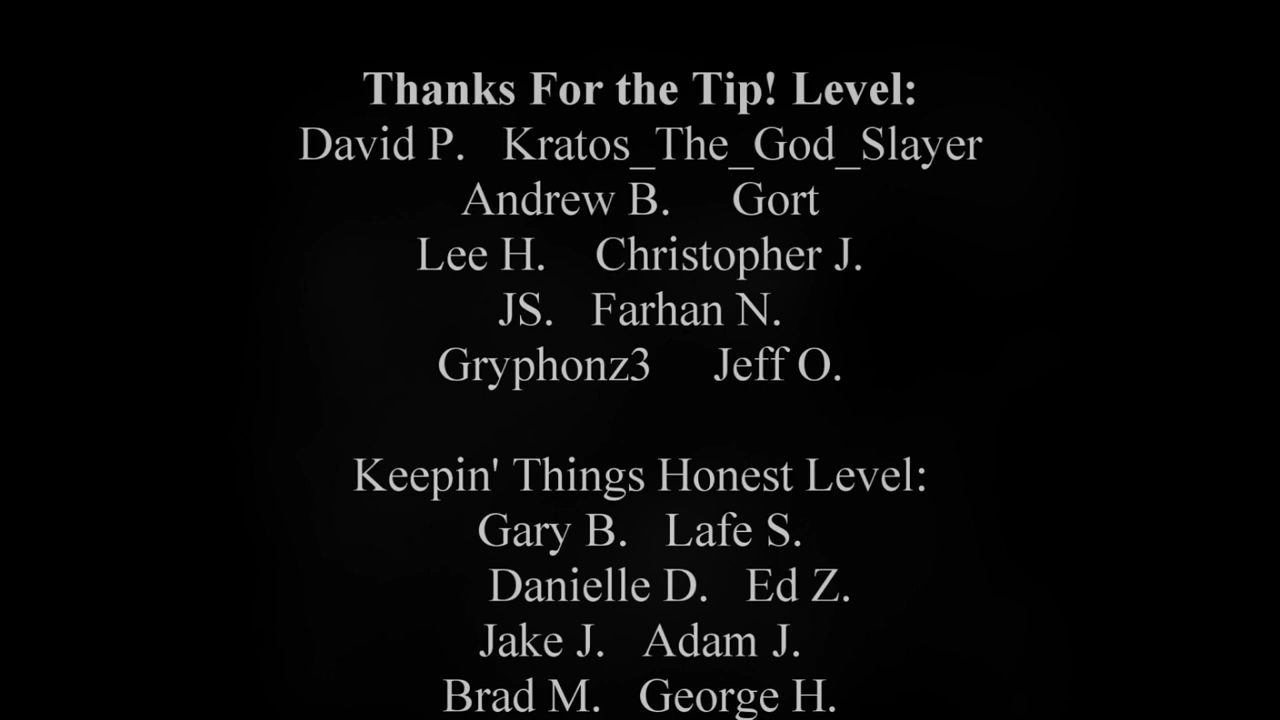 Thanks For the Tip! Level:
David P. Kratos_The_God_Slayer
Andrew B. Gort
Lee H. Christopher J.
JS. Farhan N.
Gryphonz3 Jeff O.
Keepin' Things Honest Level:
Gary B. Lafe S.
Danielle D. Ed Z.
Jake J. Adam J.
Brad M. George H.